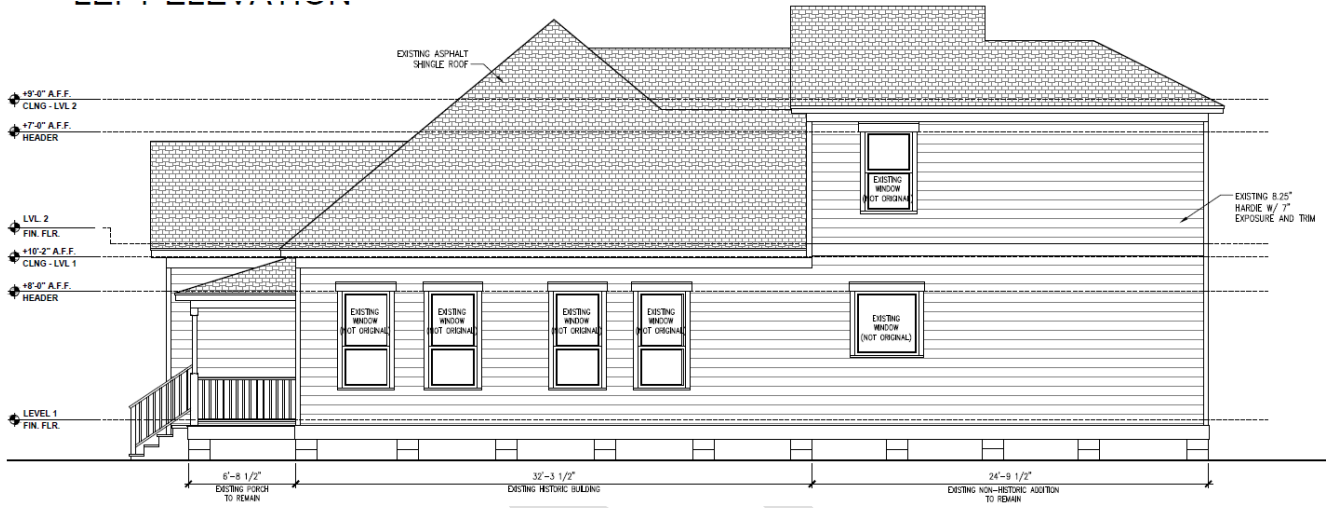 LEFT ELEVATION
EXISTING ASPHALT
SHINGLE ROOF
+9'-0" A.F.F.
CLNG - LVL 2
+7'-0" A.F.F.
HEADER
EXISTING
WINDOW
(NOT ORIGINAL)
EXISTING 8.25"
HARDIE W/ 7"
EXPOSURE AND TRIM
LVL. 2
FIN. FLR.
+10'-2" A.F.F.
CLNG - LVL 1
+8'-0" A.F.F.
HEADER
EXISTING
WINDOW
(NOT ORIGINAL)
EXISTING
WINDOW
(NOT ORIGINAL)
EXISTING
WINDOW
(NOT ORIGINAL)
EXISTING
WINDOW
(NOT ORIGINAL)
EXISTING
WINDOW
(NOT ORIGINAL)
LEVEL 1
FIN. FLR.
6'-8 1/2"
EXISTING PORCH
TO REMAIN
32'-3 1/2"
EXISTING HISTORIC BUILDING
24'-9 1/2"
EXISTING NON-HISTORIC ADDITION
TO REMAIN